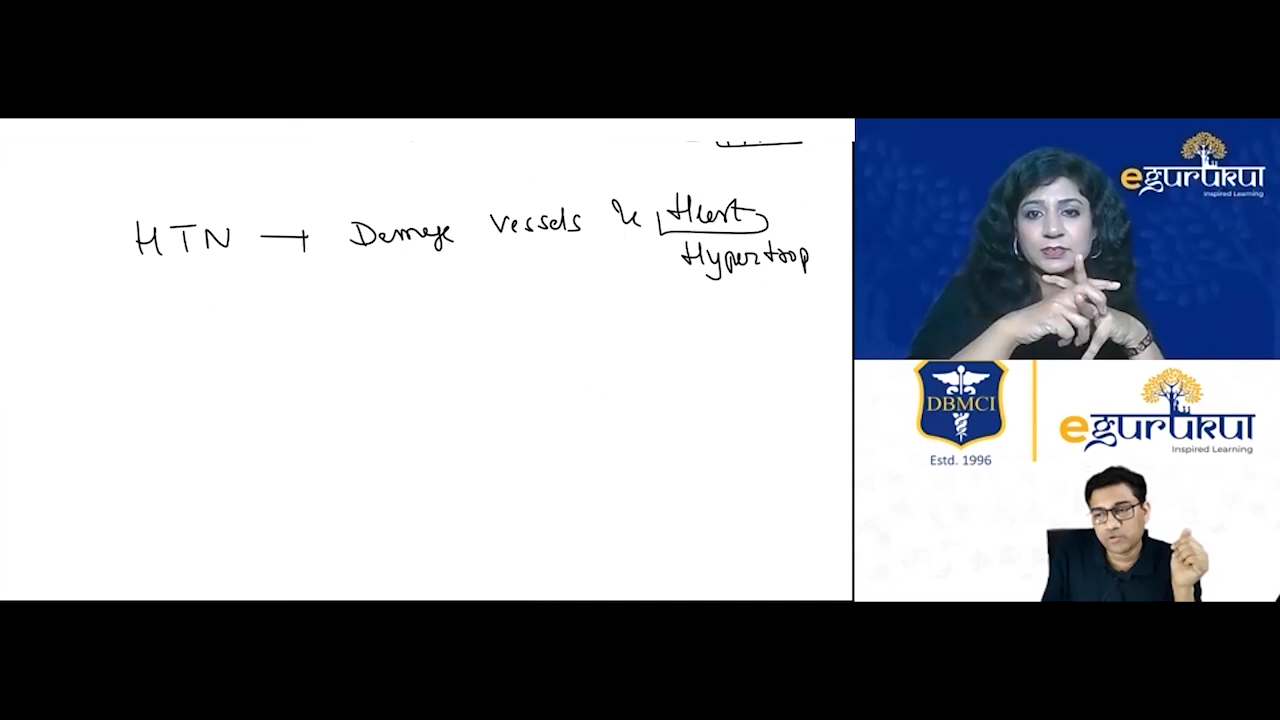 HTN → Damage vessels & Heart
Hypertrop
egurukul
Inspired Learning
DBMCI
Estd. 1996
egurukul
Inspired Learning